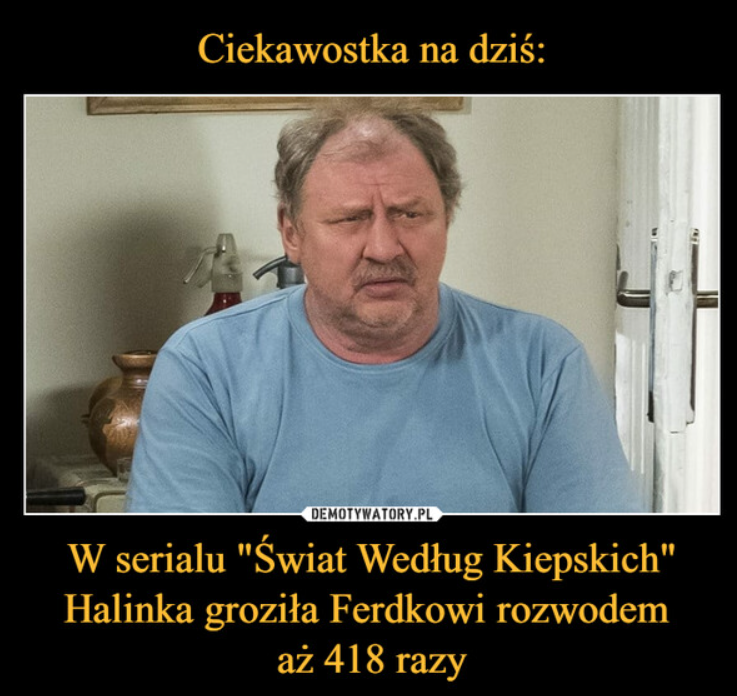 Ciekawostka na dziś:
DEMOTYWATORY.PL
W serialu "Świat Według Kiepskich"
Halinka groziła Ferdkowi rozwodem
aż 418 razy